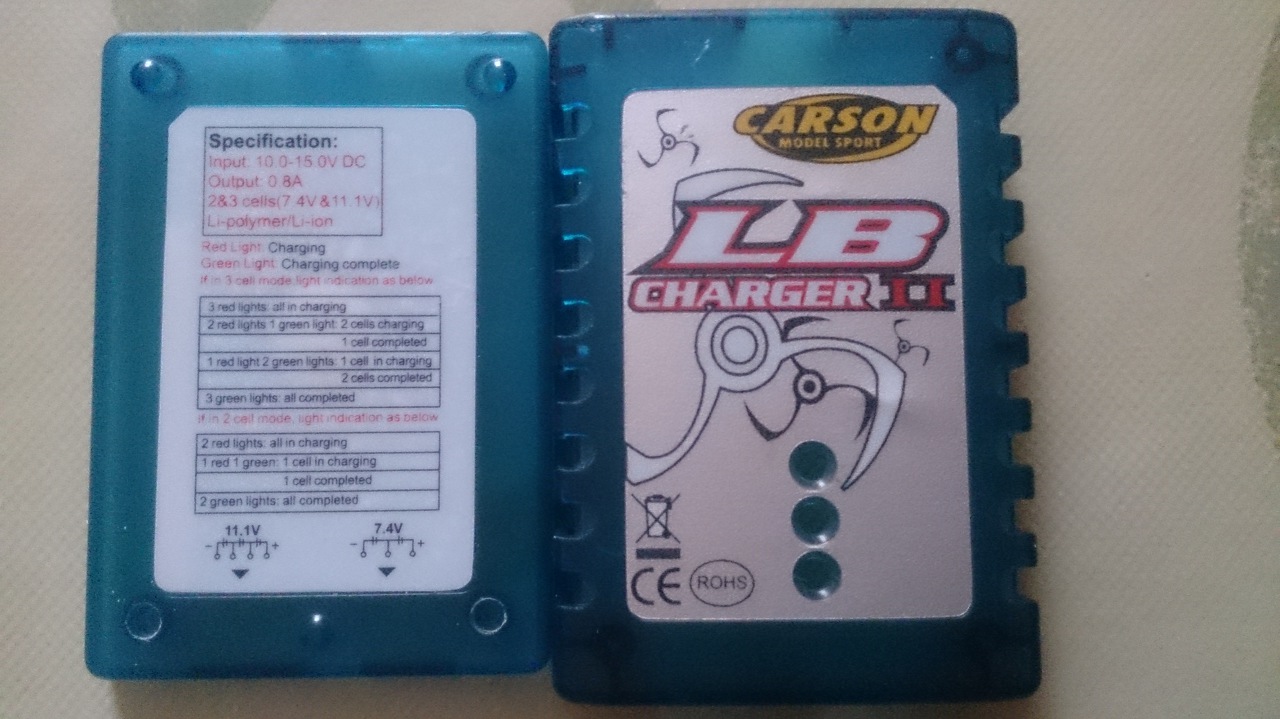 Specification:
Input: 10.0-15.0V DC
Output: 0.8A
2&3 cells(7.4V&11.1V)
Li-polymer/Li-ion
Red Light: Charging
Green Light: Charging complete
If in 3 cell mode,light indication as below
3 red lights: all in charging
2 red lights 1 green light: 2 cells charging
1 cell completed
1 red light 2 green lights: 1 cell in charging
2 cells completed
3 green lights: all completed
If in 2 cell mode, light indication as below
2 red lights: all in charging
1 red 1 green: 1 cell in charging
1 cell completed
2 green lights: all completed
11.1V 7.4V
- + - +
CARSON
MODEL SPORT
LB
CHARGER II
CE ROHS